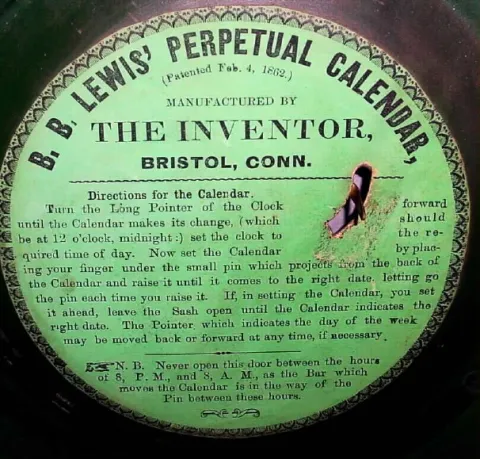 B. B. LEWIS' PERPETUAL CALENDAR,
(Patented Feb. 4, 1862.)
MANUFACTURED BY
THE INVENTOR,
BRISTOL, CONN.
Directions for the Calendar.
Turn the Long Pointer of the Clock forward
until the Calendar makes its change, (which should
be at 12 o'clock, midnight:) set the clock to the re-
quired time of day. Now set the Calendar by plac-
ing your finger under the small pin which projects from the back of
the Calendar and raise it until it comes to the right date, letting go
the pin each time you raise it. If, in setting the Calendar, you set
it ahead, leave the Sash open until the Calendar indicates the
right date. The Pointer which indicates the day of the week
may be moved back or forward at any time, if necessary.
N. B. Never open this door between the hours
of 8, P. M., and 8, A. M., as the Bar which
moves the Calendar is in the way of the
Pin between these hours.